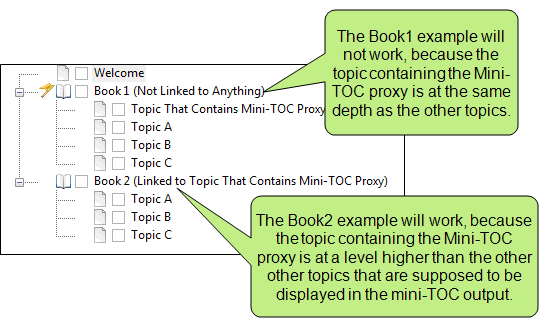 The Book1 example will
not work, because the
topic containing the Mini-
TOC proxy is at the same
depth as the other topics.
Welcome
Book 1 (Not Linked to Anything)
Topic That Contains Mini-TOC Proxy
Topic A
Topic B
Topic C
Book 2 (Linked to Topic That Contains Mini-TOC Proxy)
Topic A
Topic B
Topic C
The Book2 example will work, because
the topic containing the Mini-TOC
proxy is at a level higher than the other
other topics that are supposed to be
displayed in the mini-TOC output.